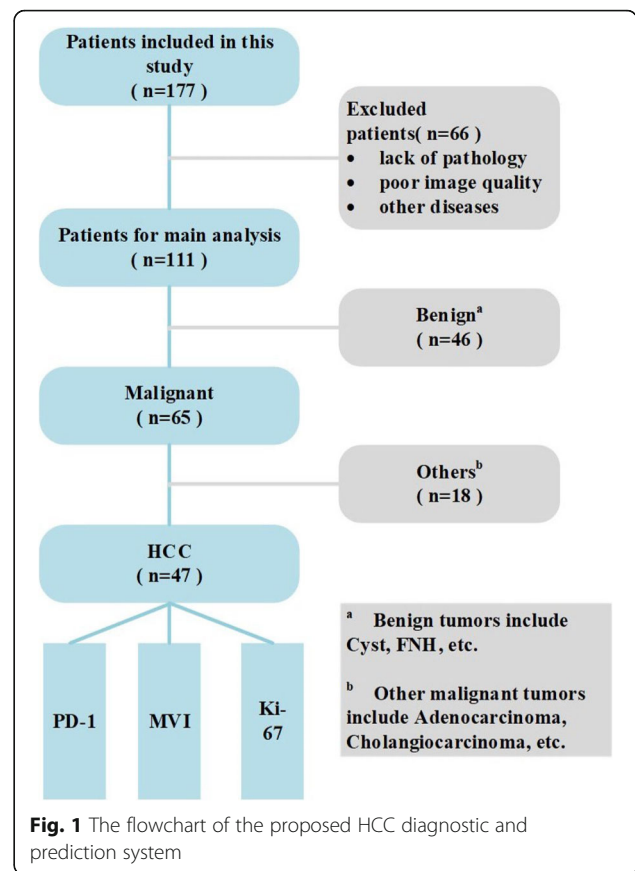 Patients included in this
study
( n=177 )
Excluded
patients( n=66 )
• lack of pathology
• poor image quality
• other diseases
Patients for main analysis
( n=111 )
Benignᵃ
( n=46 )
Malignant
( n=65 )
Othersᵇ
( n=18 )
HCC
( n=47 )
PD-1
MVI
Ki-
67
ᵃ Benign tumors include
Cyst, FNH, etc.
ᵇ Other malignant tumors
include Adenocarcinoma,
Cholangiocarcinoma, etc.
Fig. 1 The flowchart of the proposed HCC diagnostic and
prediction system